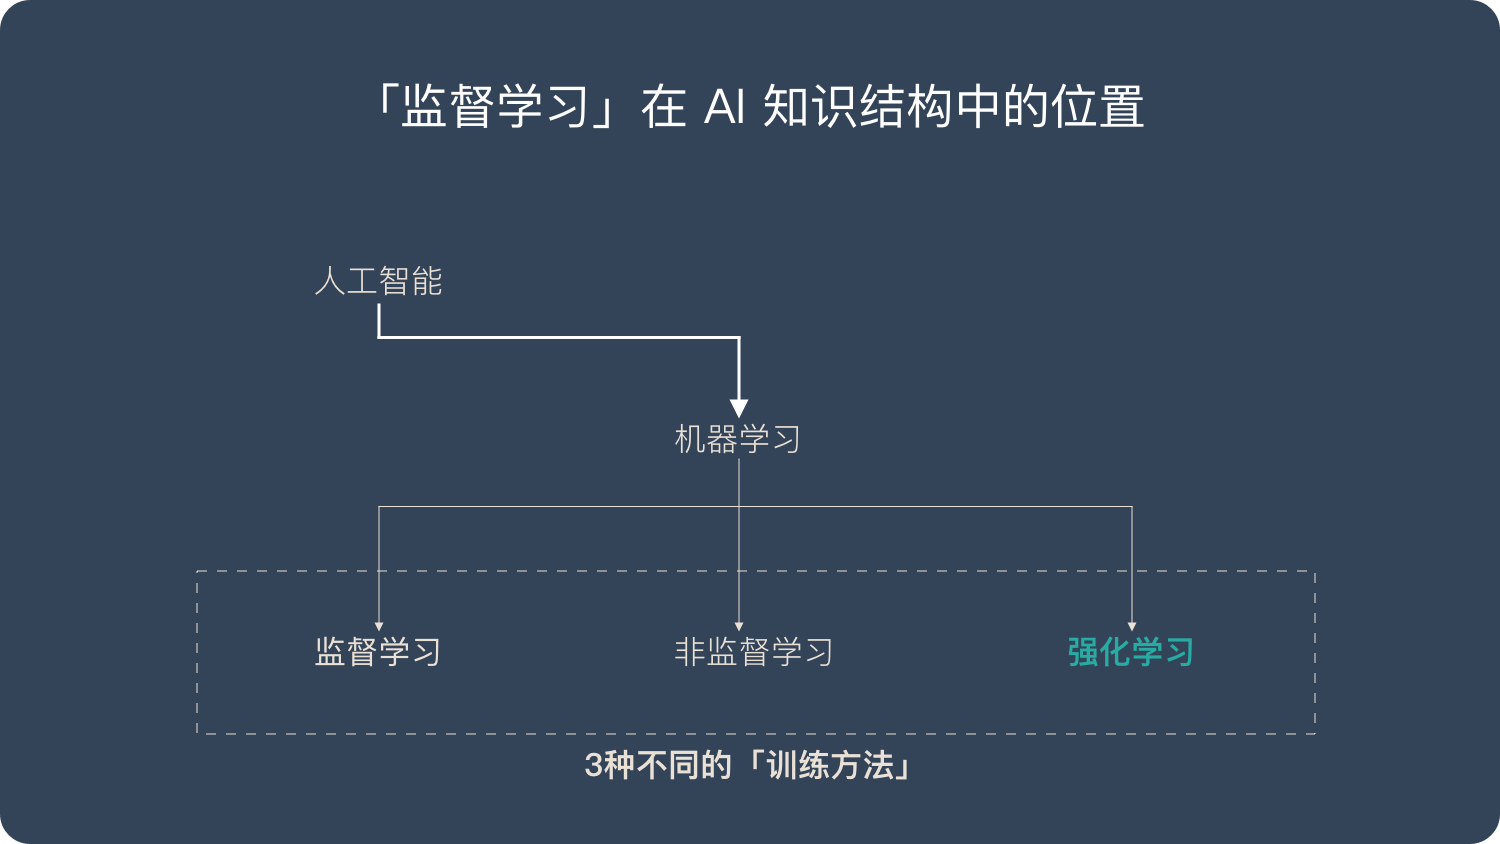 「监督学习」在 AI 知识结构中的位置
人工智能
机器学习
监督学习
非监督学习
强化学习
3种不同的「训练方法」